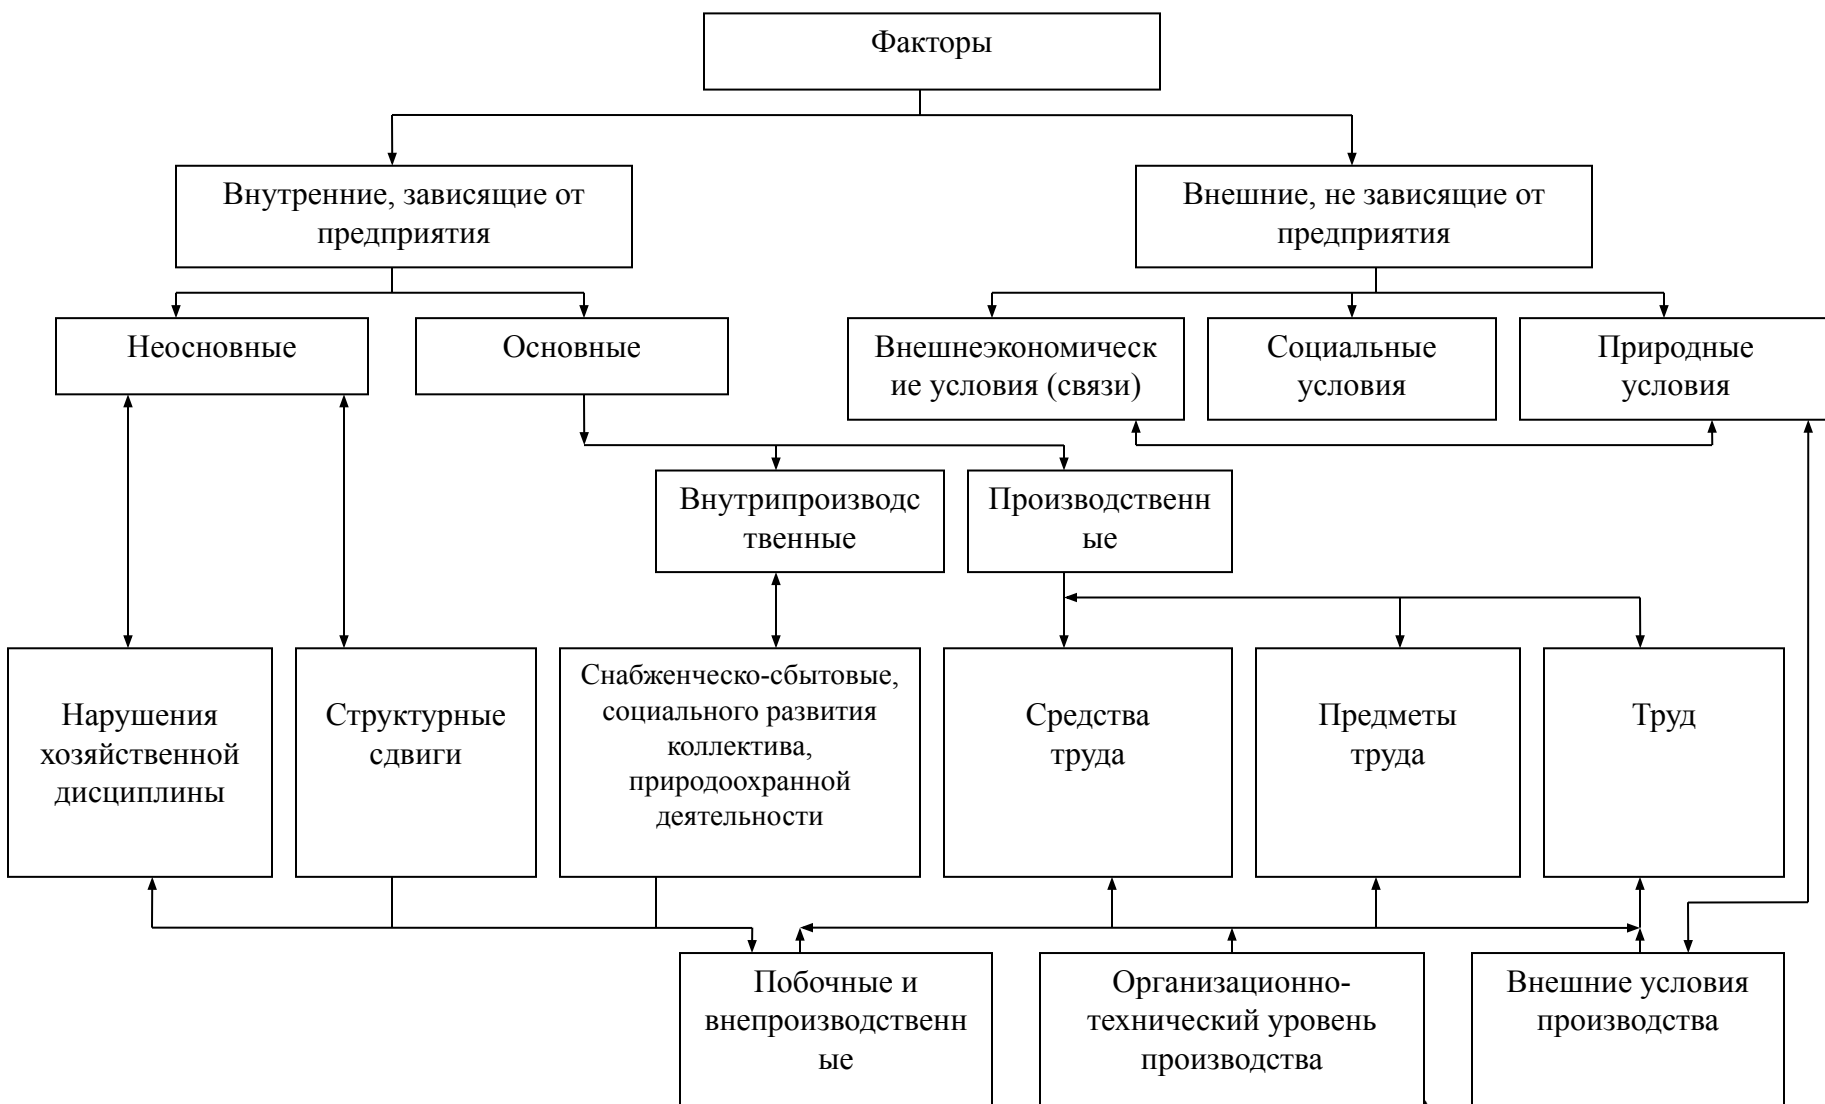 Факторы
Внутренние, зависящие от
предприятия
Внешние, не зависящие от
предприятия
Неосновные
Основные
Внешнеэкономическ
ие условия (связи)
Социальные
условия
Природные
условия
Внутрипроизводс
твенные
Производственн
ые
Нарушения
хозяйственной
дисциплины
Структурные
сдвиги
Снабженческо-сбытовые,
социального развития
коллектива,
природоохранной
деятельности
Средства
труда
Предметы
труда
Труд
Побочные и
внепроизводственн
ые
Организационно-
технический уровень
производства
Внешние условия
производства